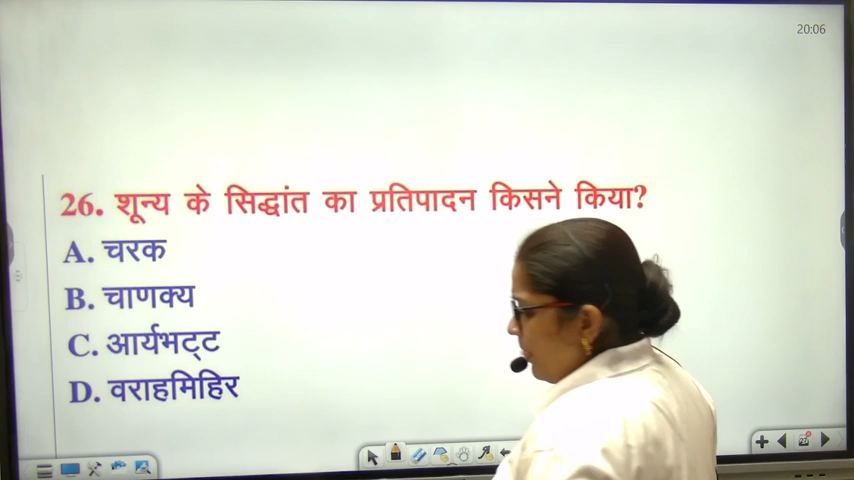 20:06
26. शून्य के सिद्धांत का प्रतिपादन किसने किया?
A. चरक
B. चाणक्य
C. आर्यभट्ट
D. वराहमिहिर